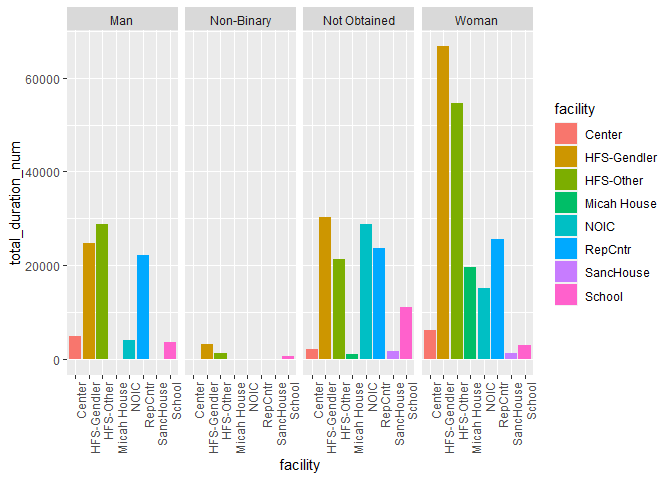 Man
Non-Binary
Not Obtained
Woman
total_duration_num
60000
40000
20000
0
Center
HFS-Gendler
HFS-Other
Micah House
NOIC
RepCntr
SancHouse
School
Center
HFS-Gendler
HFS-Other
Micah House
NOIC
RepCntr
SancHouse
School
Center
HFS-Gendler
HFS-Other
Micah House
NOIC
RepCntr
SancHouse
School
Center
HFS-Gendler
HFS-Other
Micah House
NOIC
RepCntr
SancHouse
School
facility
facility
Center
HFS-Gendler
HFS-Other
Micah House
NOIC
RepCntr
SancHouse
School